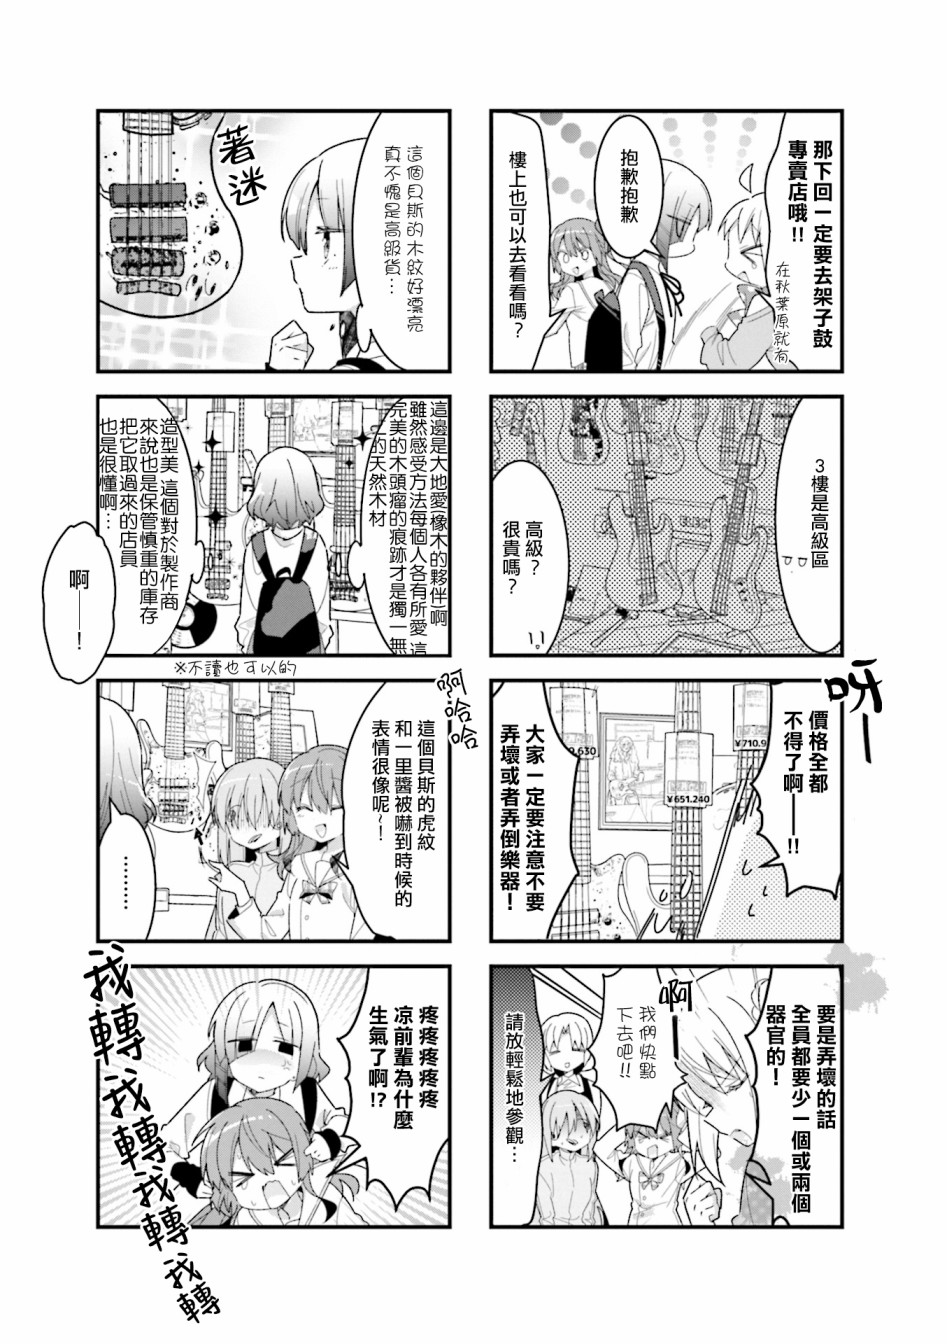 那下回一定要去架子鼓
專賣店哦!!
在秋葉原就有
抱歉抱歉
樓上也可以去看看嗎？
3樓是高級區
高級？
很貴嗎？
呀—
價格全都
不得了啊——!!
¥710.9
¥651.240
9.630
大家一定要注意不要
弄壞或者弄倒樂器！
要是弄壞的話
全員都要少一個或兩個
器官的！
啊—
我們快點
下去吧!!
請放輕鬆地參觀…
這個貝斯的木紋好漂亮
真不愧是高級貨…
著迷
這邊是大地愛(橡木的夥伴)啊
雖然感受方法每個人各有所愛 這
完美的木頭瘤的痕跡才是獨一無
二的天然木材
造型美 這個對於製作商
來說也是保管慎重的庫存
把它取過來的店員
也是很懂啊…
啊——！
※不讀也可以的
啊哈哈
這個貝斯的虎紋
和一里醬被嚇到時候的
表情很像呢~！
………
疼疼疼疼疼
凉前輩為什麼
生氣了啊!?
我轉我轉我轉我轉